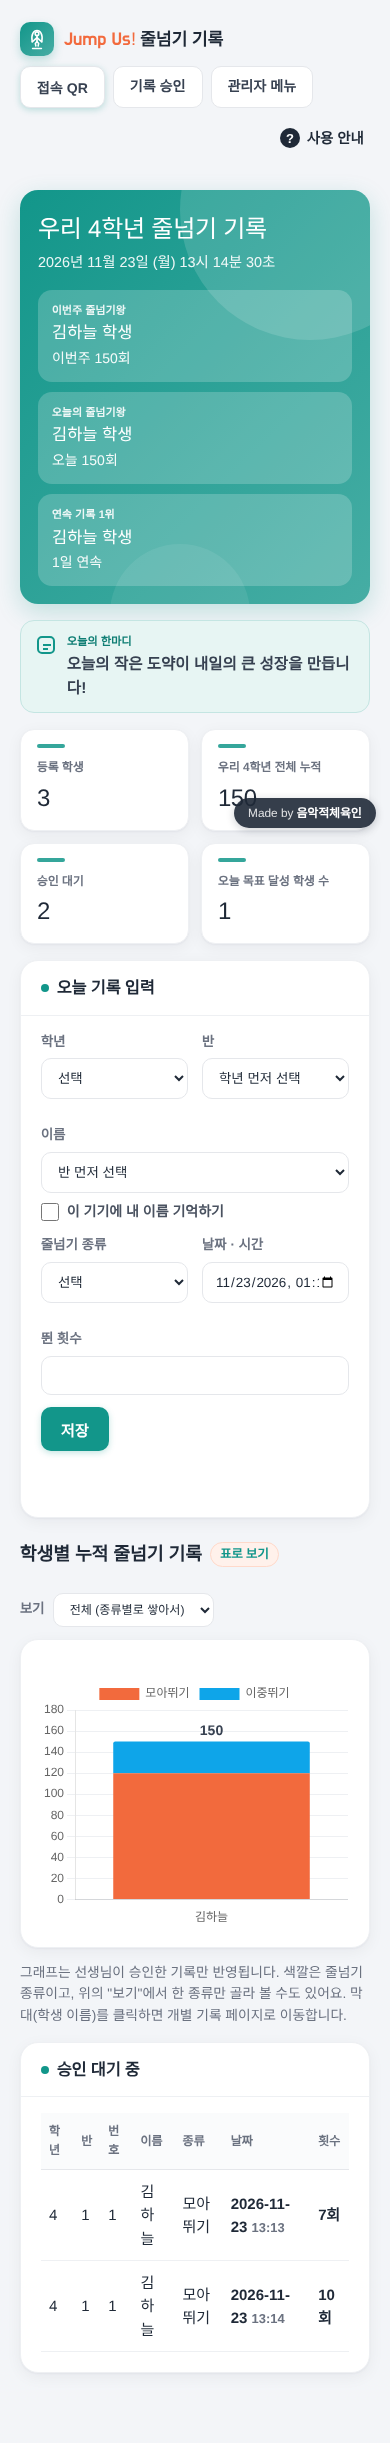 Jump Us! 줄넘기 기록
접속 QR
기록 승인
관리자 메뉴
? 사용 안내
우리 4학년 줄넘기 기록
2026년 11월 23일 (월) 13시 14분 30초
이번주 줄넘기왕
김하늘 학생
이번주 150회
오늘의 줄넘기왕
김하늘 학생
오늘 150회
연속 기록 1위
김하늘 학생
1일 연속
오늘의 한마디
오늘의 작은 도약이 내일의 큰 성장을 만듭니
다!
등록 학생
3
우리 4학년 전체 누적
150
Made by 음악적체육인
승인 대기
2
오늘 목표 달성 학생 수
1
오늘 기록 입력
학년
반
선택
학년 먼저 선택
이름
반 먼저 선택
이 기기에 내 이름 기억하기
줄넘기 종류
날짜 · 시간
선택
11/23/2026, 01:
뛴 횟수
저장
학생별 누적 줄넘기 기록 표로 보기
보기 전체 (종류별로 쌓아서)
모아뛰기 이중뛰기
180
160
150
140
120
100
80
60
40
20
0
김하늘
그래프는 선생님이 승인한 기록만 반영됩니다. 색깔은 줄넘기
종류이고, 위의 "보기"에서 한 종류만 골라 볼 수도 있어요. 막
대(학생 이름)를 클릭하면 개별 기록 페이지로 이동합니다.
승인 대기 중
학
년
반
번
호
이름
종류
날짜
횟수
4
1
1
김
하
늘
모아
뛰기
2026-11-
23 13:13
7회
4
1
1
김
하
늘
모아
뛰기
2026-11-
23 13:14
10
회